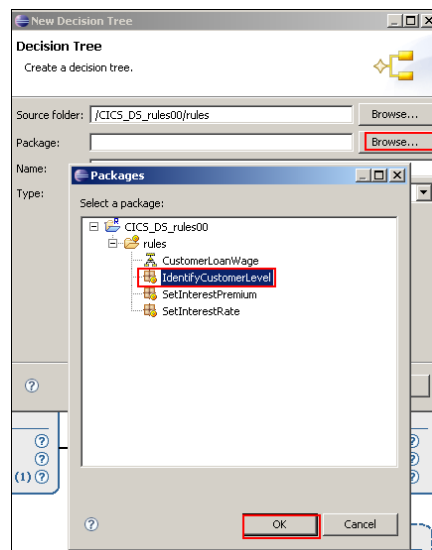 New Decision Tree
Decision Tree
Create a decision tree.
Source folder: /CICS_DS_rules00/rules Browse...
Package: Browse...
Name:
Type:
Packages
Select a package:
CICS_DS_rules00
rules
CustomerLoanWage
IdentifyCustomerLevel
SetInterestPremium
SetInterestRate
(1)
OK Cancel